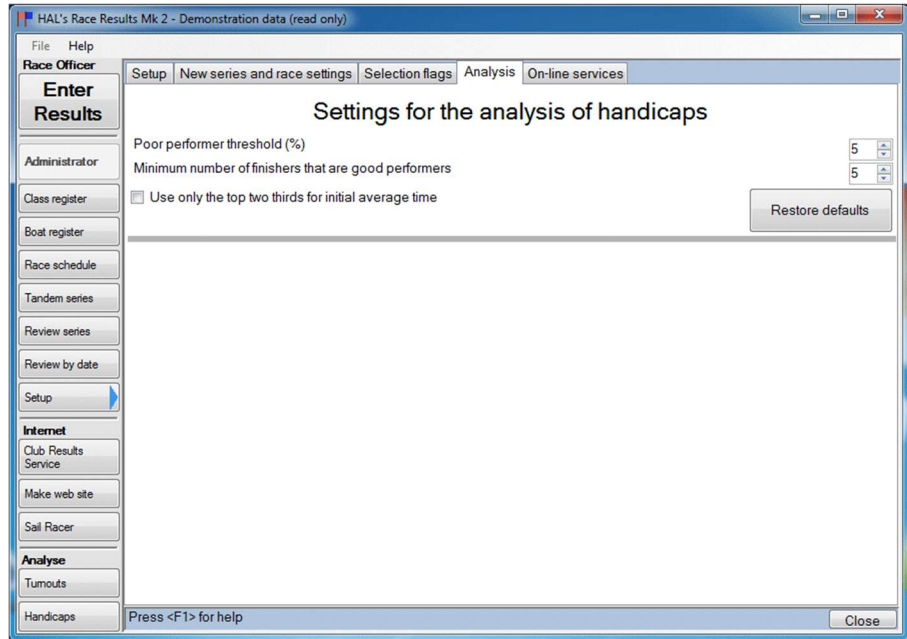 HAL's Race Results Mk 2 - Demonstration data (read only)
File Help
Race Officer
Enter
Results
Administrator
Class register
Boat register
Race schedule
Tandem series
Review series
Review by date
Setup
Internet
Club Results
Service
Make web site
Sail Racer
Analyse
Turnouts
Handicaps
Setup New series and race settings Selection flags Analysis On-line services
Settings for the analysis of handicaps
Poor performer threshold (%) 5
Minimum number of finishers that are good performers 5
Use only the top two thirds for initial average time
Restore defaults
Press <F1> for help Close